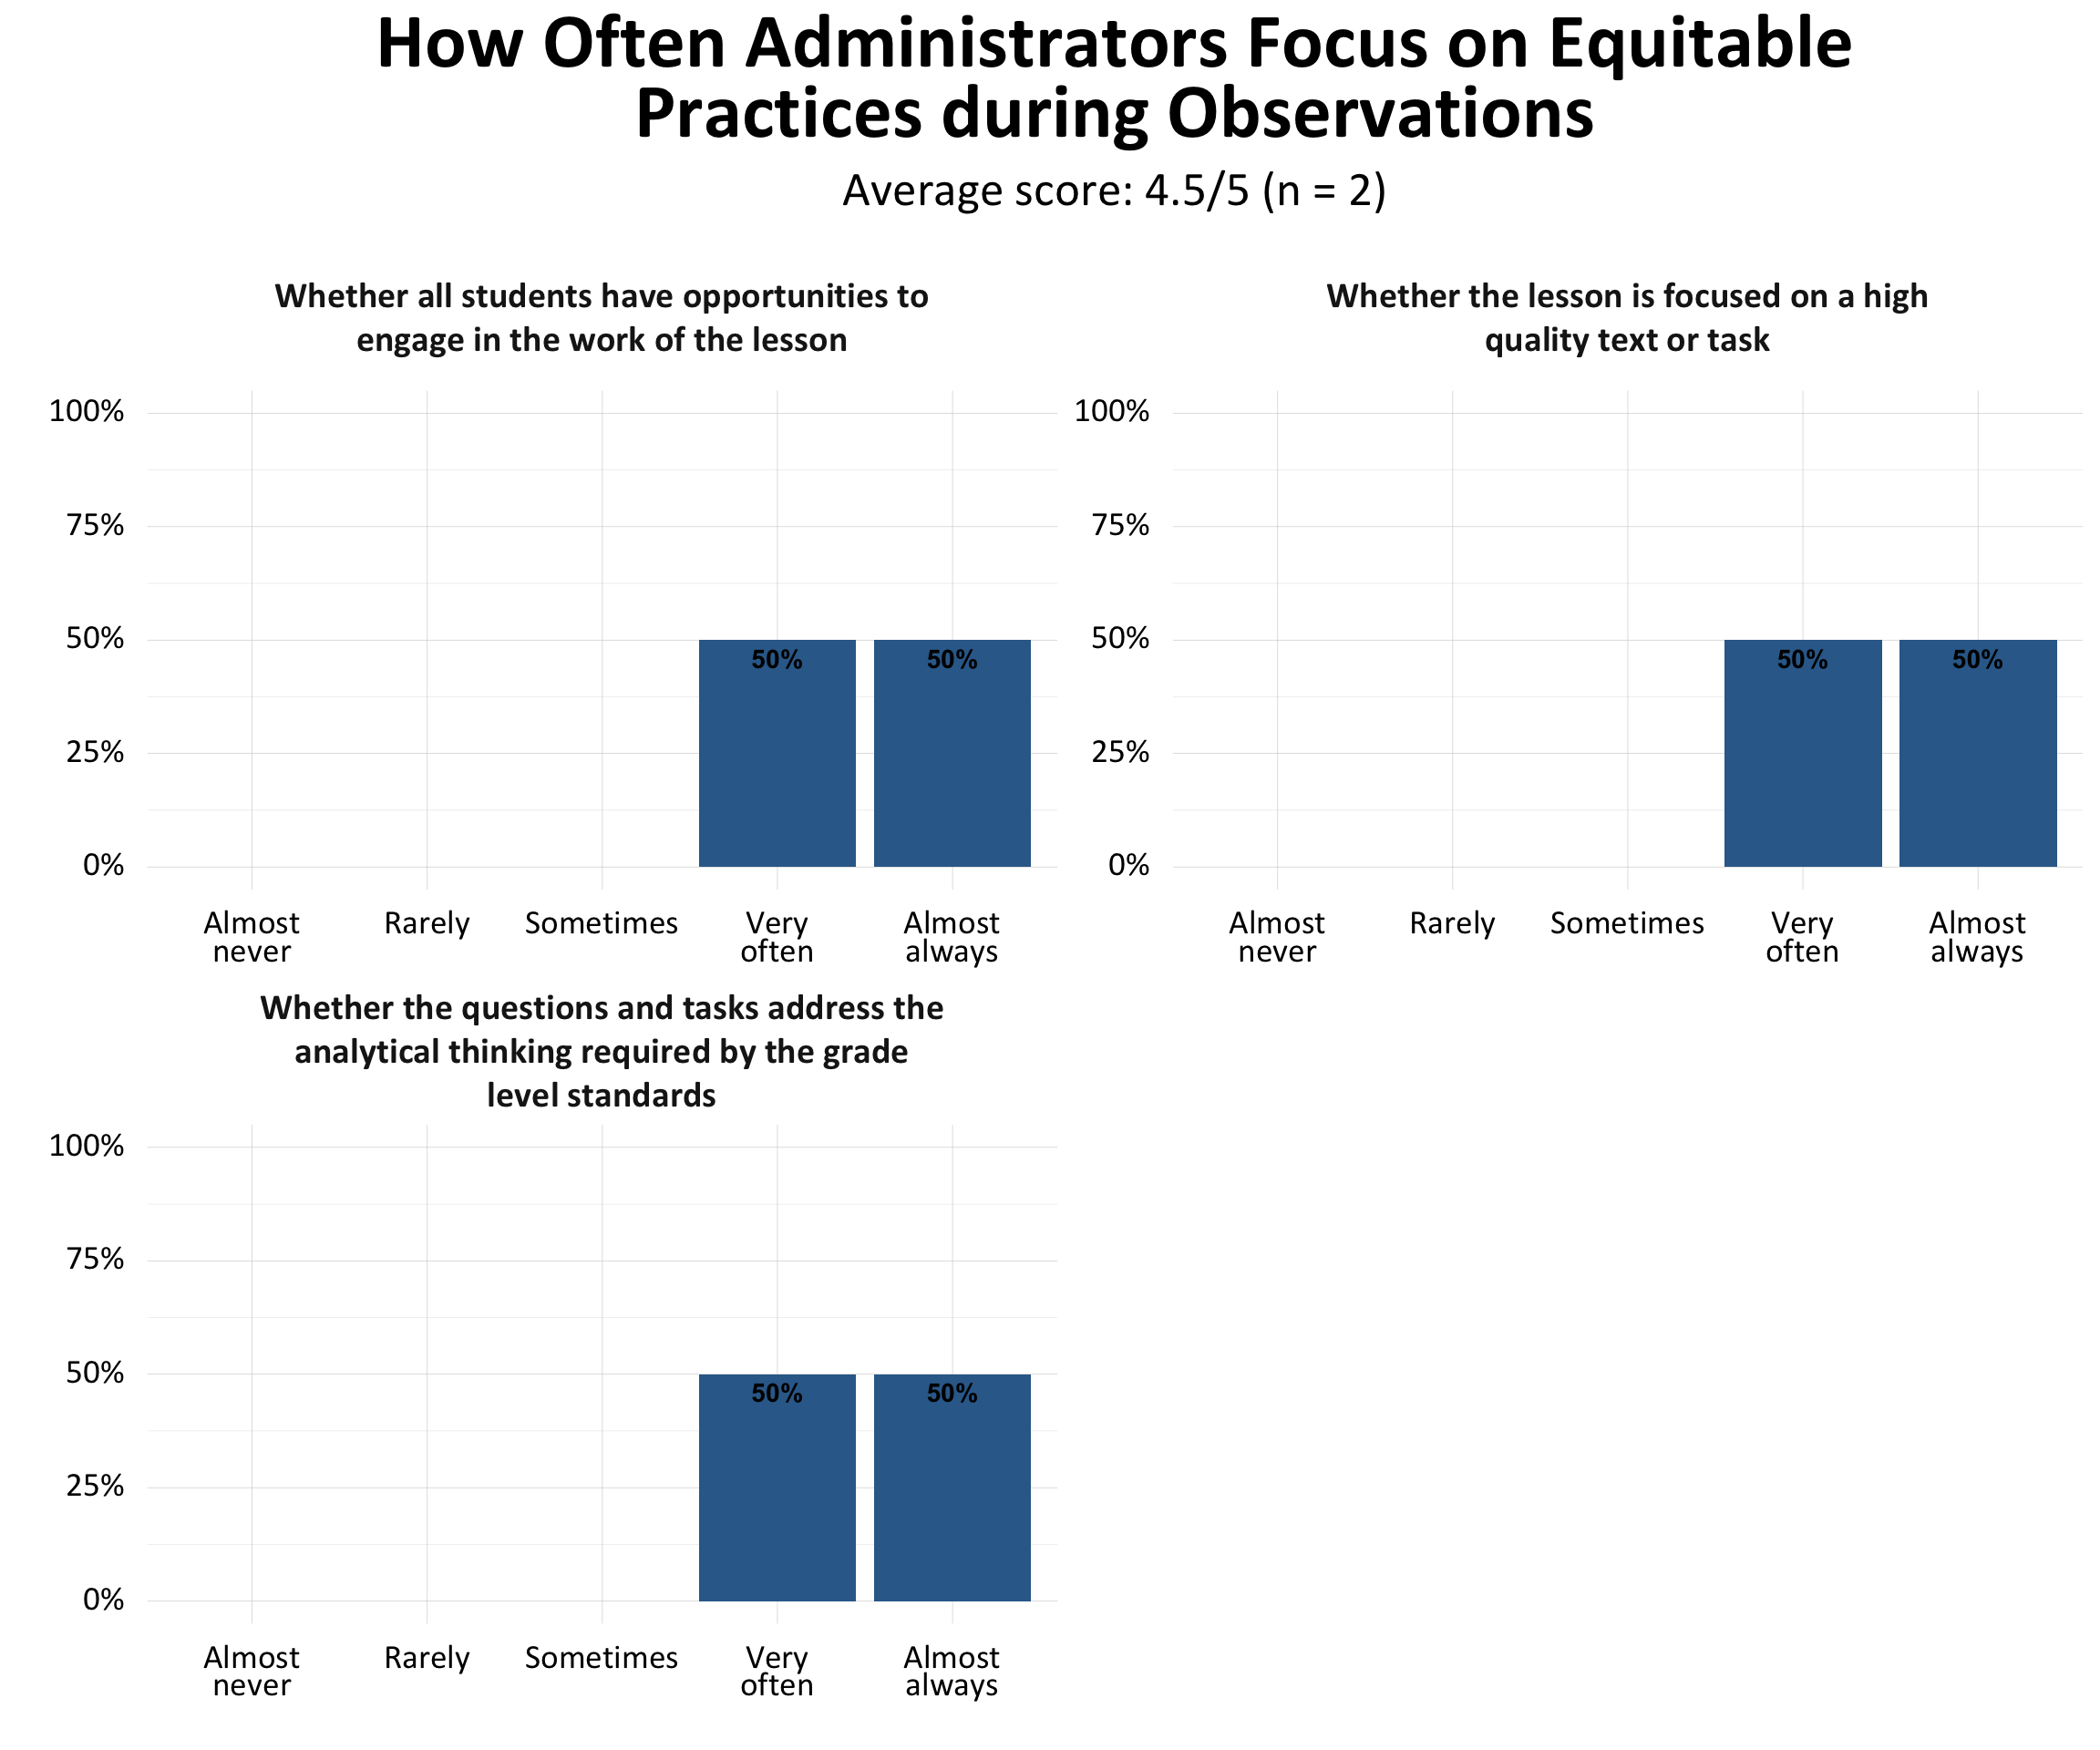 How Often Administrators Focus on Equitable
Practices during Observations
Average score: 4.5/5 (n = 2)
Whether all students have opportunities to
engage in the work of the lesson
100%
75%
50%
25%
0%
50%
50%
Almost
never
Rarely
Sometimes
Very
often
Almost
always
Whether the lesson is focused on a high
quality text or task
100%
75%
50%
25%
0%
50%
50%
Almost
never
Rarely
Sometimes
Very
often
Almost
always
Whether the questions and tasks address the
analytical thinking required by the grade
level standards
100%
75%
50%
25%
0%
50%
50%
Almost
never
Rarely
Sometimes
Very
often
Almost
always